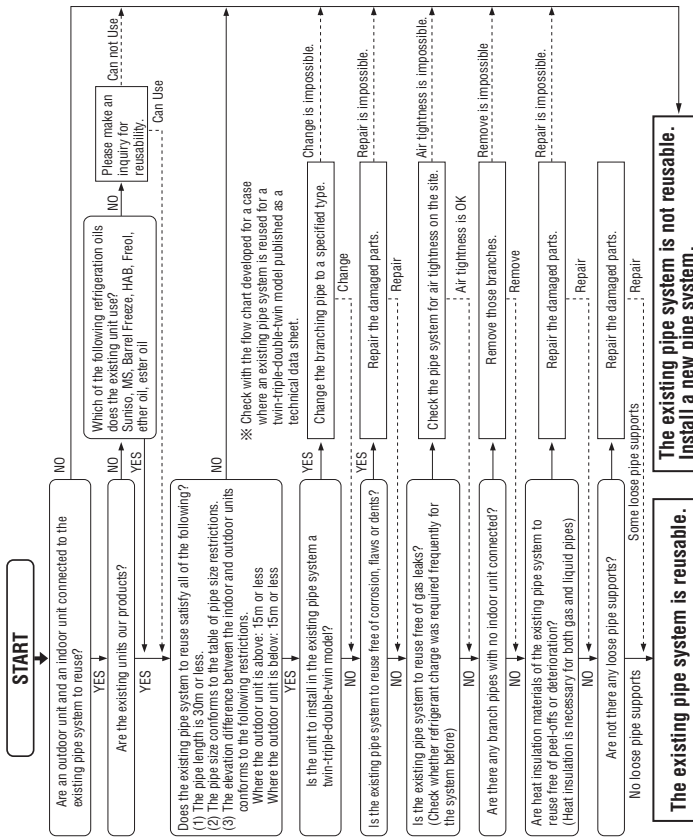 START
Are an outdoor unit and an indoor unit connected to the
existing pipe system to reuse?
NO
YES
Are the existing units our products?
NO
YES
YES
Which of the following refrigeration oils
does the existing unit use?
Suniso, MS, Barrel Freeze, HAB, Freol,
ether oil, ester oil
NO
Please make an
inquiry for
reusability.
Can not Use
Can Use
Does the existing pipe system to reuse satisfy all of the following?
(1) The pipe length is 30m or less.
(2) The pipe size conforms to the table of pipe size restrictions.
(3) The elevation difference between the indoor and outdoor units
conforms to the following restrictions.
Where the outdoor unit is above: 15m or less
Where the outdoor unit is below: 15m or less
NO
YES
※ Check with the flow chart developed for a case
where an existing pipe system is reused for a
twin-triple-double-twin model published as a
technical data sheet.
Is the unit to install in the existing pipe system a
twin-triple-double-twin model?
YES
Change the branching pipe to a specified type.
Change is impossible.
NO
Change
Is the existing pipe system to reuse free of corrosion, flaws or dents?
YES
Repair the damaged parts.
Repair is impossible.
NO
Repair
Is the existing pipe system to reuse free of gas leaks?
(Check whether refrigerant charge was required frequently for
the system before)
Check the pipe system for air tightness on the site.
Air tightness is impossible.
NO
Air tightness is OK
Are there any branch pipes with no indoor unit connected?
Remove those branches.
Remove is impossible
NO
Remove
Are heat insulation materials of the existing pipe system to
reuse free of peel-offs or deterioration?
(Heat insulation is necessary for both gas and liquid pipes)
Repair the damaged parts.
Repair is impossible.
NO
Repair
Are not there any loose pipe supports?
Repair the damaged parts.
No loose pipe supports
Some loose pipe supports
Repair
The existing pipe system is reusable.
The existing pipe system is not reusable.
Install a new pipe system.